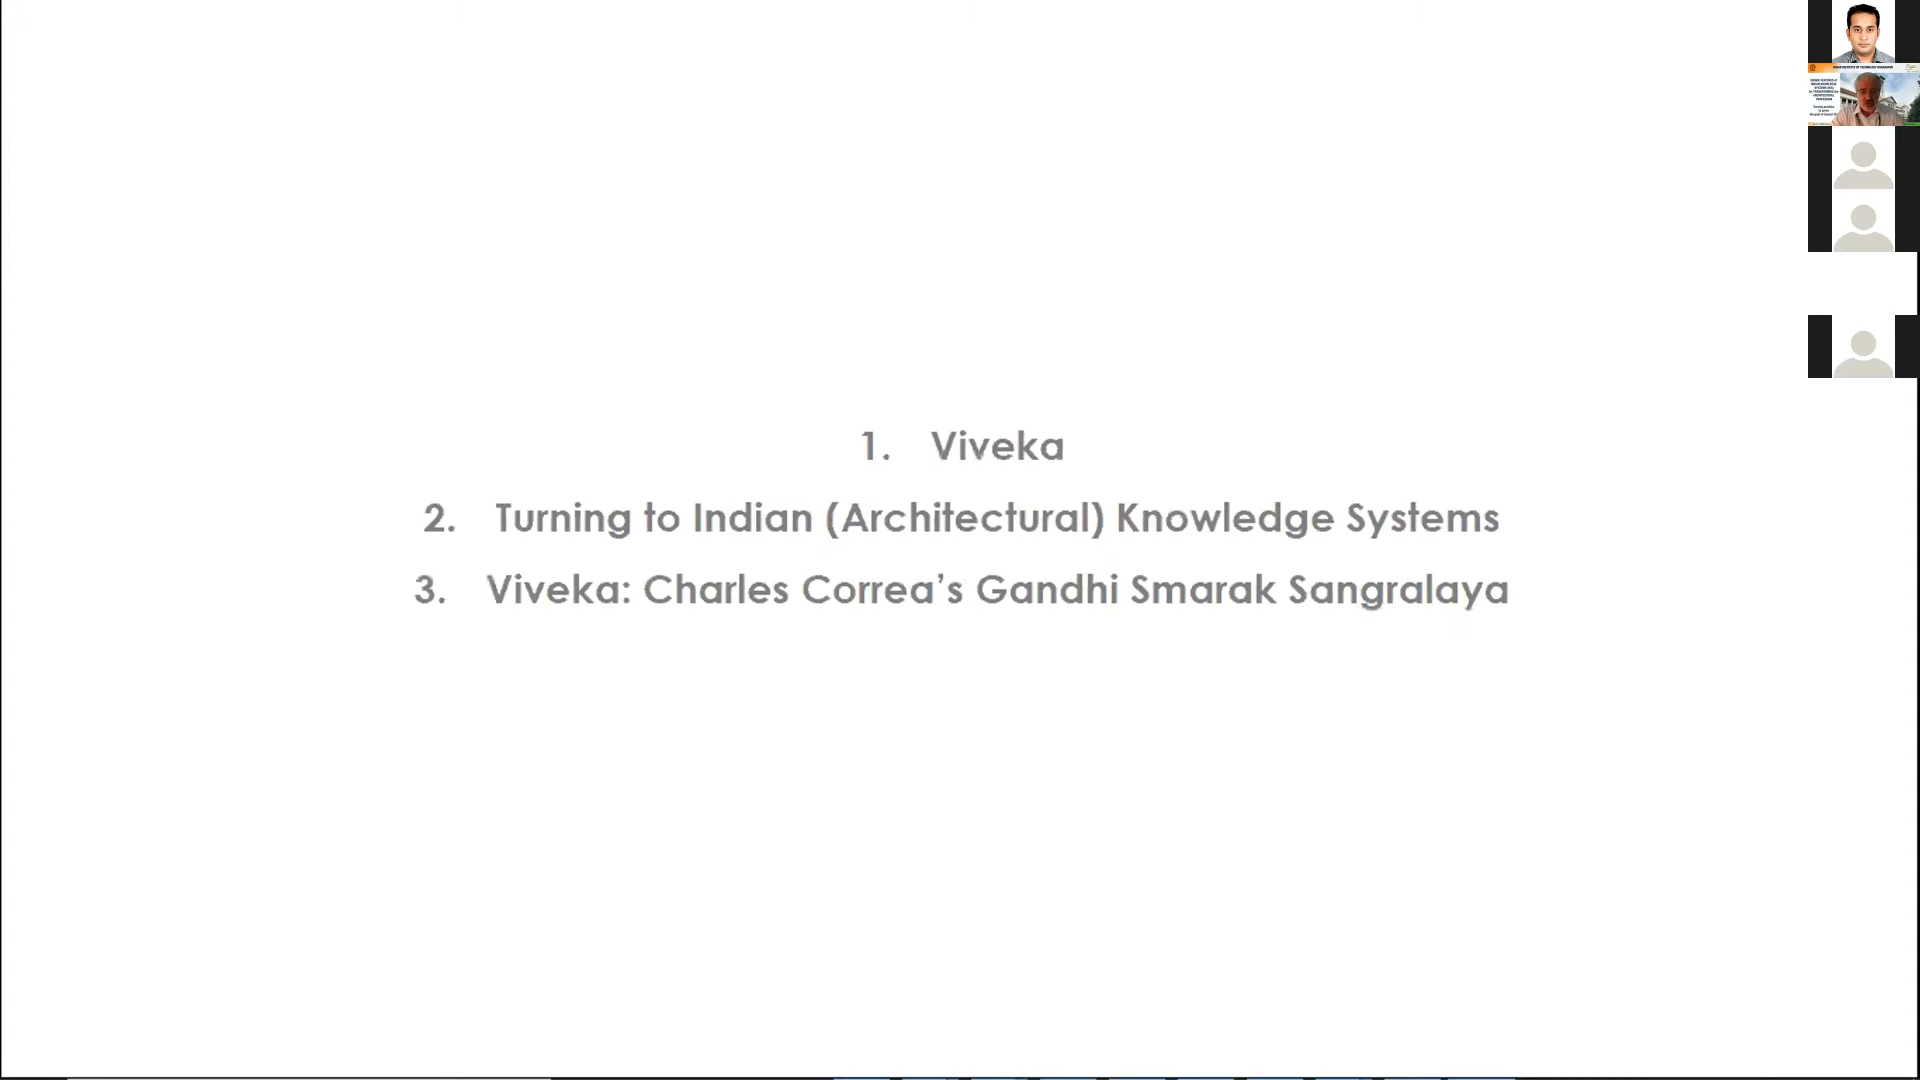 1. Viveka
2. Turning to Indian (Architectural) Knowledge Systems
3. Viveka: Charles Correa’s Gandhi Smarak Sangralaya